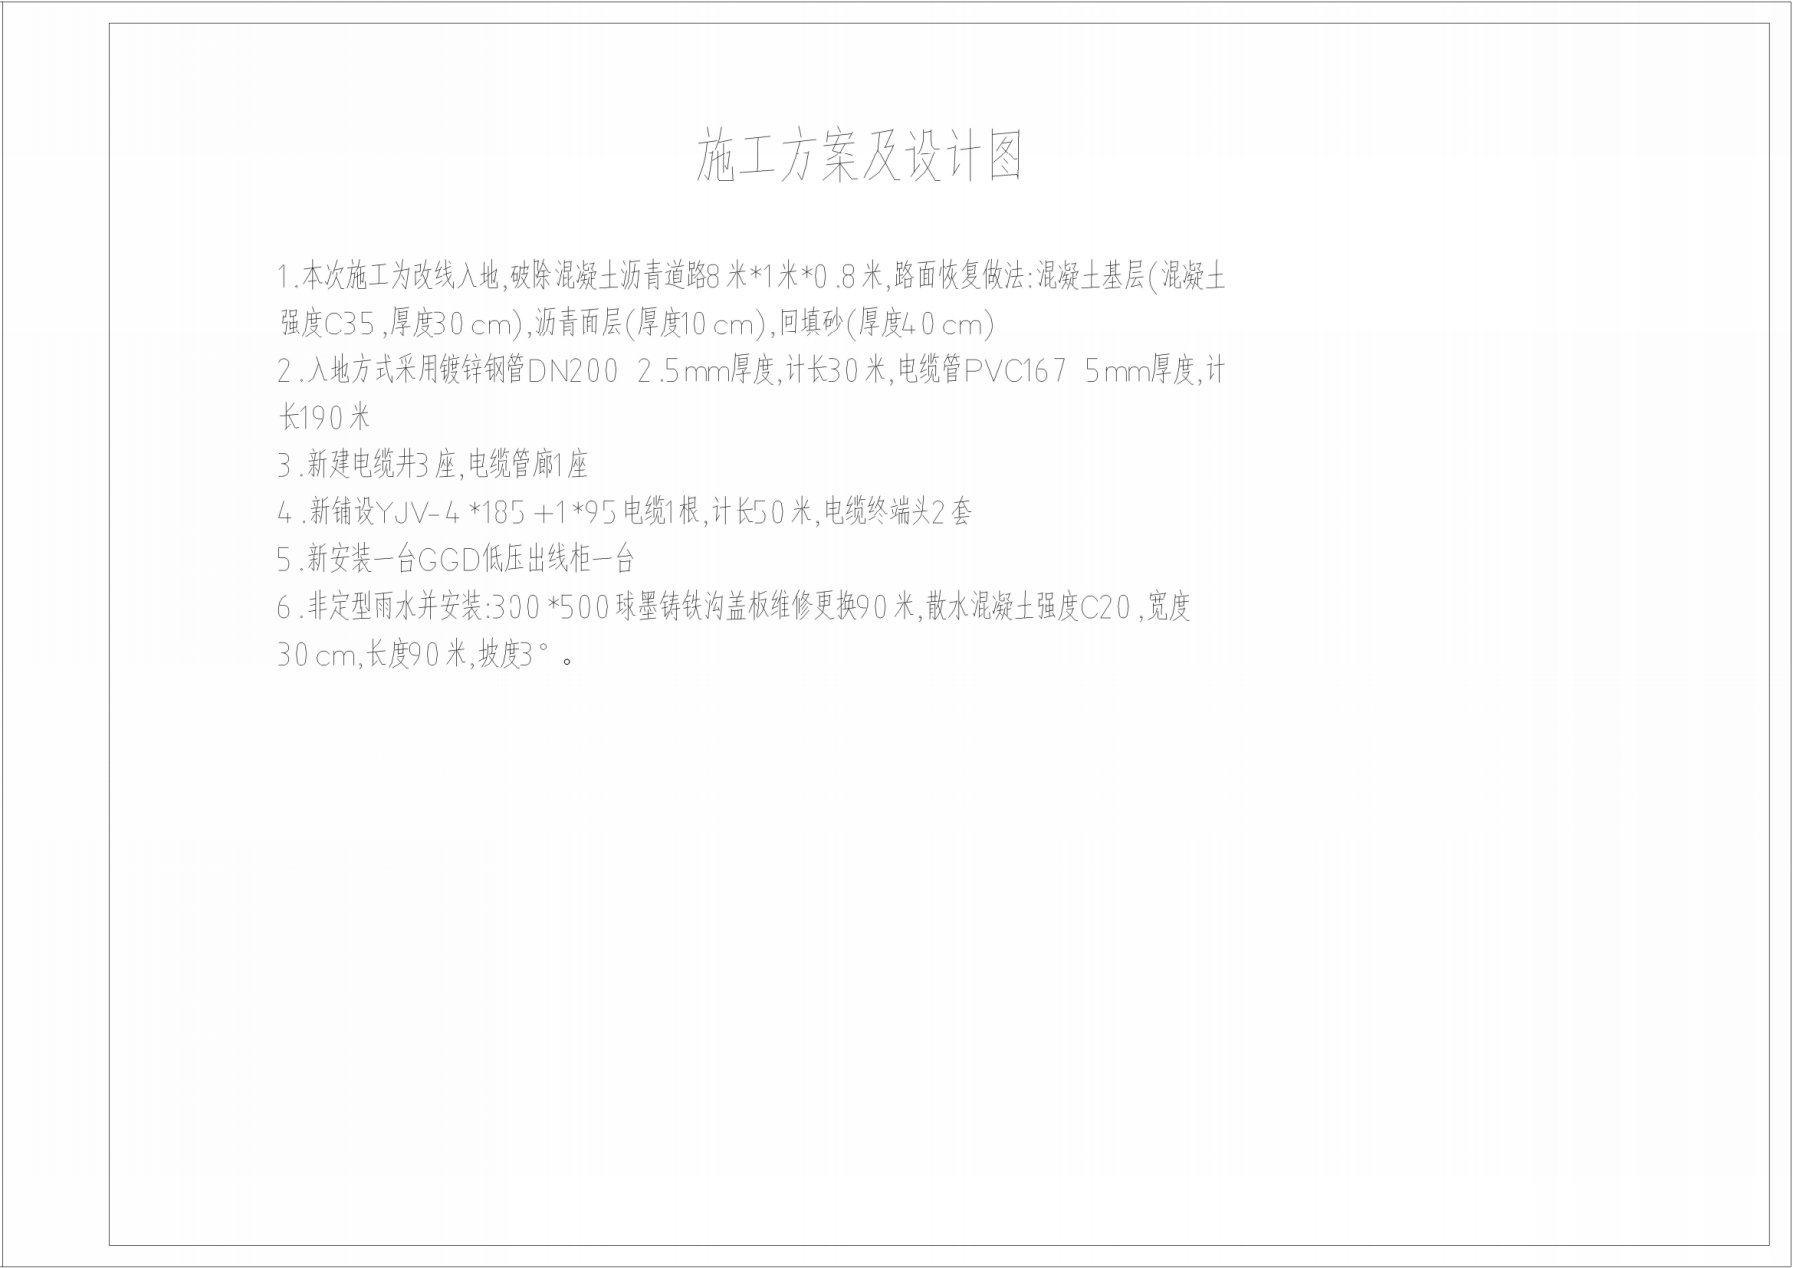 施工方案及设计图
1.本次施工为改线入地,破除混凝土沥青道路8米*1米*0.8米,路面恢复做法:混凝土基层(混凝土
强度C35,厚度30cm),沥青面层(厚度10cm),回填砂(厚度40cm)
2.入地方式采用镀锌钢管DN200 2.5mm厚度,计长30米,电缆管PVC167 5mm厚度,计
长190米
3.新建电缆井3座,电缆管廊1座
4.新铺设YJV-4*185+1*95电缆1根,计长50米,电缆终端头2套
5.新安装一台GGD低压出线柜一台
6.非定型雨水井安装:300*500球墨铸铁沟盖板维修更换90米,散水混凝土强度C20,宽度
30cm,长度90米,坡度3°。